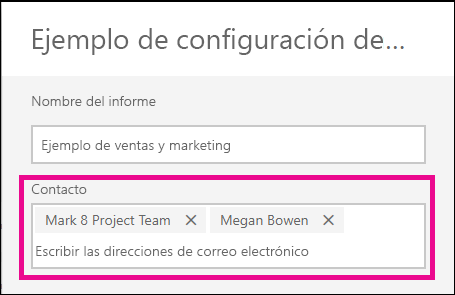 Ejemplo de configuración de...
Nombre del informe
Ejemplo de ventas y marketing
Contacto
Mark 8 Project Team × Megan Bowen ×
Escribir las direcciones de correo electrónico